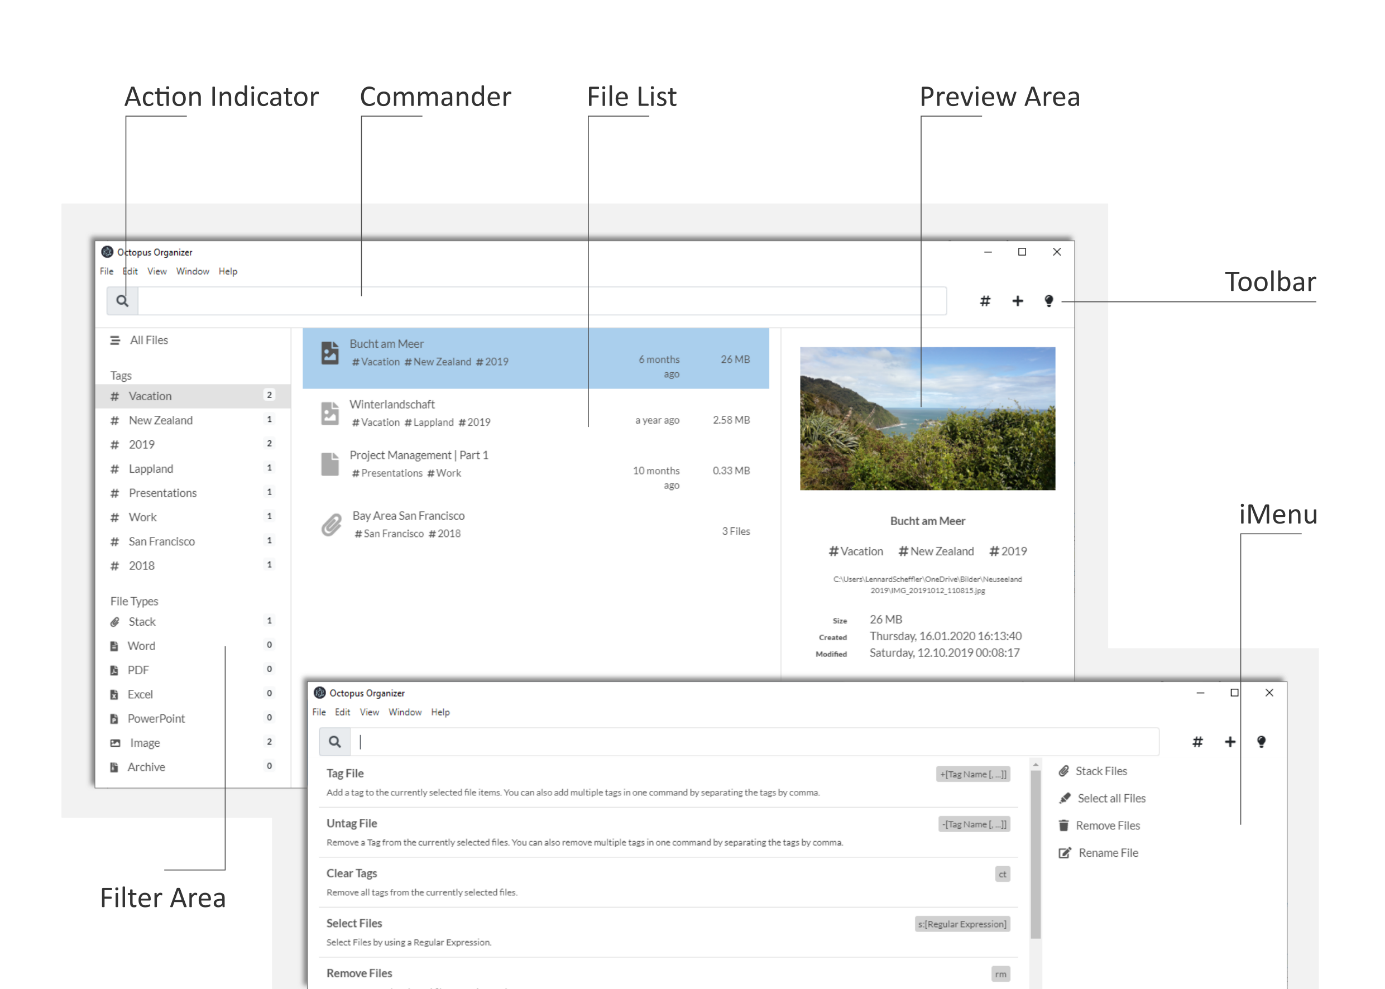 Action Indicator
Commander
File List
Preview Area
Octopus Organizer
File Edit View Window Help
Toolbar
All Files
Tags
# Vacation 2
# New Zealand 1
# 2019 2
# Lappland 1
# Presentations 1
# Work 1
# San Francisco 1
# 2018 1
File Types
Stack 1
Word 0
PDF 0
Excel 0
PowerPoint 0
Image 2
Archive 0
Bucht am Meer
# Vacation # New Zealand # 2019
6 months
ago
26 MB
Winterlandschaft
# Vacation # Lappland # 2019
a year ago
2.58 MB
Project Management | Part 1
# Presentations # Work
10 months
ago
0.33 MB
Bay Area San Francisco
# San Francisco # 2018
3 Files
Bucht am Meer
# Vacation # New Zealand # 2019
C:\Users\LennardScheffler\OneDrive\Bilder\Neuseeland
2019\IMG_20191012_110815.jpg
Size 26 MB
Created Thursday, 16.01.2020 16:13:40
Modified Saturday, 12.10.2019 00:08:17
iMenu
Filter Area
Octopus Organizer
File Edit View Window Help
Tag File +[Tag Name [, ...]]
Add a tag to the currently selected file items. You can also add multiple tags in one command by separating the tags by comma.
Untag File -[Tag Name [, ...]]
Remove a Tag from the currently selected files. You can also remove multiple tags in one command by separating the tags by comma.
Clear Tags ct
Remove all tags from the currently selected files.
Select Files s:[Regular Expression]
Select Files by using a Regular Expression.
Remove Files rm
Stack Files
Select all Files
Remove Files
Rename File